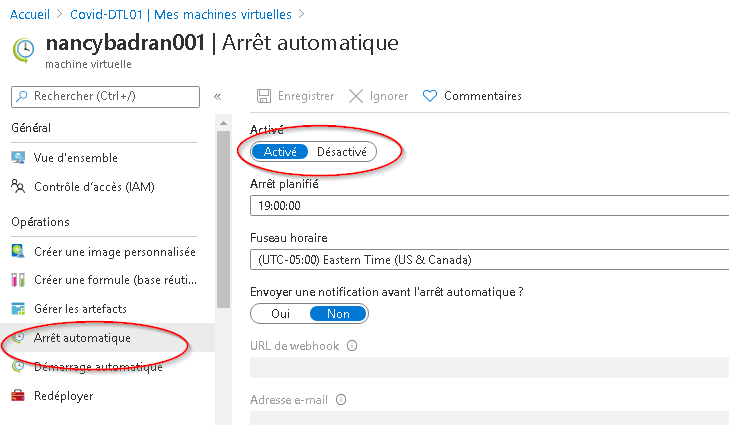 Accueil > Covid-DTL01 | Mes machines virtuelles >
nancybadran001 | Arrêt automatique
machine virtuelle
Rechercher (Ctrl+/)
«
Général
Vue d'ensemble
Contrôle d'accès (IAM)
Opérations
Créer une image personnalisée
Créer une formule (base réuti...
Gérer les artefacts
Arrêt automatique
Démarrage automatique
Redéployer
Enregistrer Ignorer Commentaires
Activé
Activé Désactivé
Arrêt planifié
19:00:00
Fuseau horaire
(UTC-05:00) Eastern Time (US & Canada)
Envoyer une notification avant l'arrêt automatique ?
Oui Non
URL de webhook
Adresse e-mail